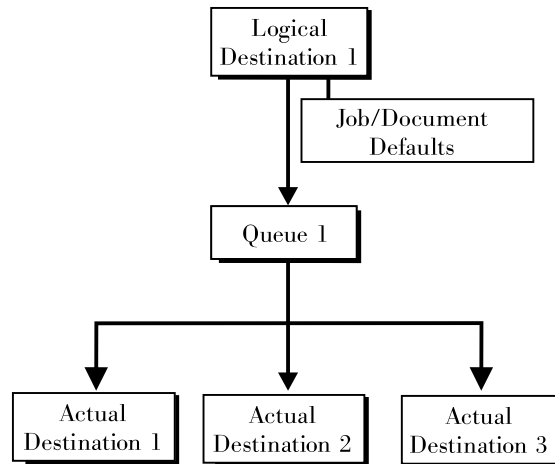 Logical
Destination 1
Job/Document
Defaults
Queue 1
Actual
Destination 1
Actual
Destination 2
Actual
Destination 3